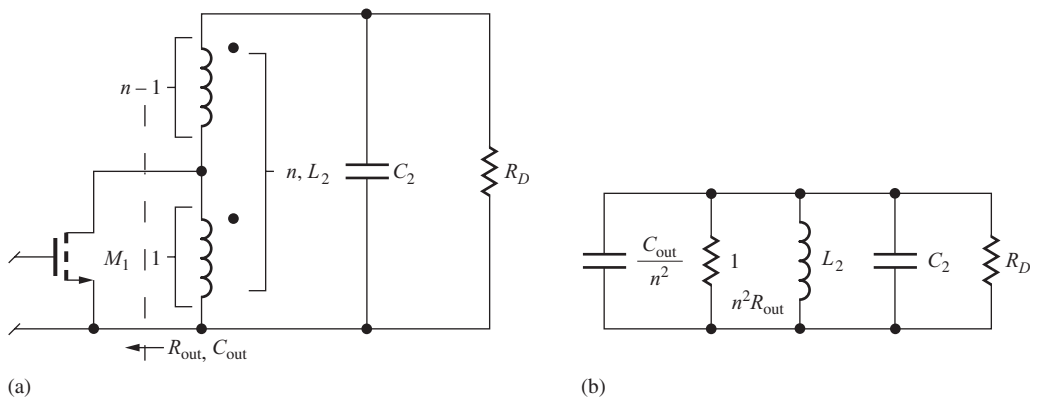 n – 1
n, L2
C2
RD
M1
1
Rout, Cout
(a)
Cout
n2
1
n2Rout
L2
C2
RD
(b)